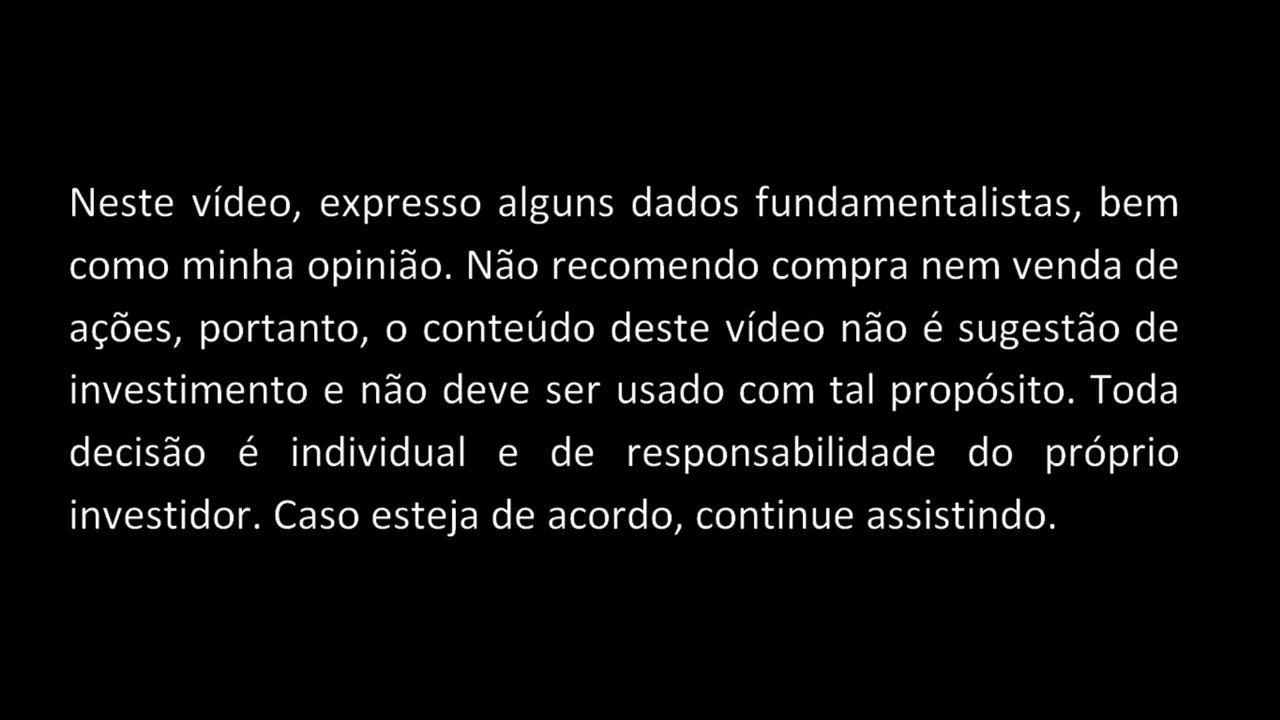 Neste vídeo, expresso alguns dados fundamentalistas, bem
como minha opinião. Não recomendo compra nem venda de
ações, portanto, o conteúdo deste vídeo não é sugestão de
investimento e não deve ser usado com tal propósito. Toda
decisão é individual e de responsabilidade do próprio
investidor. Caso esteja de acordo, continue assistindo.